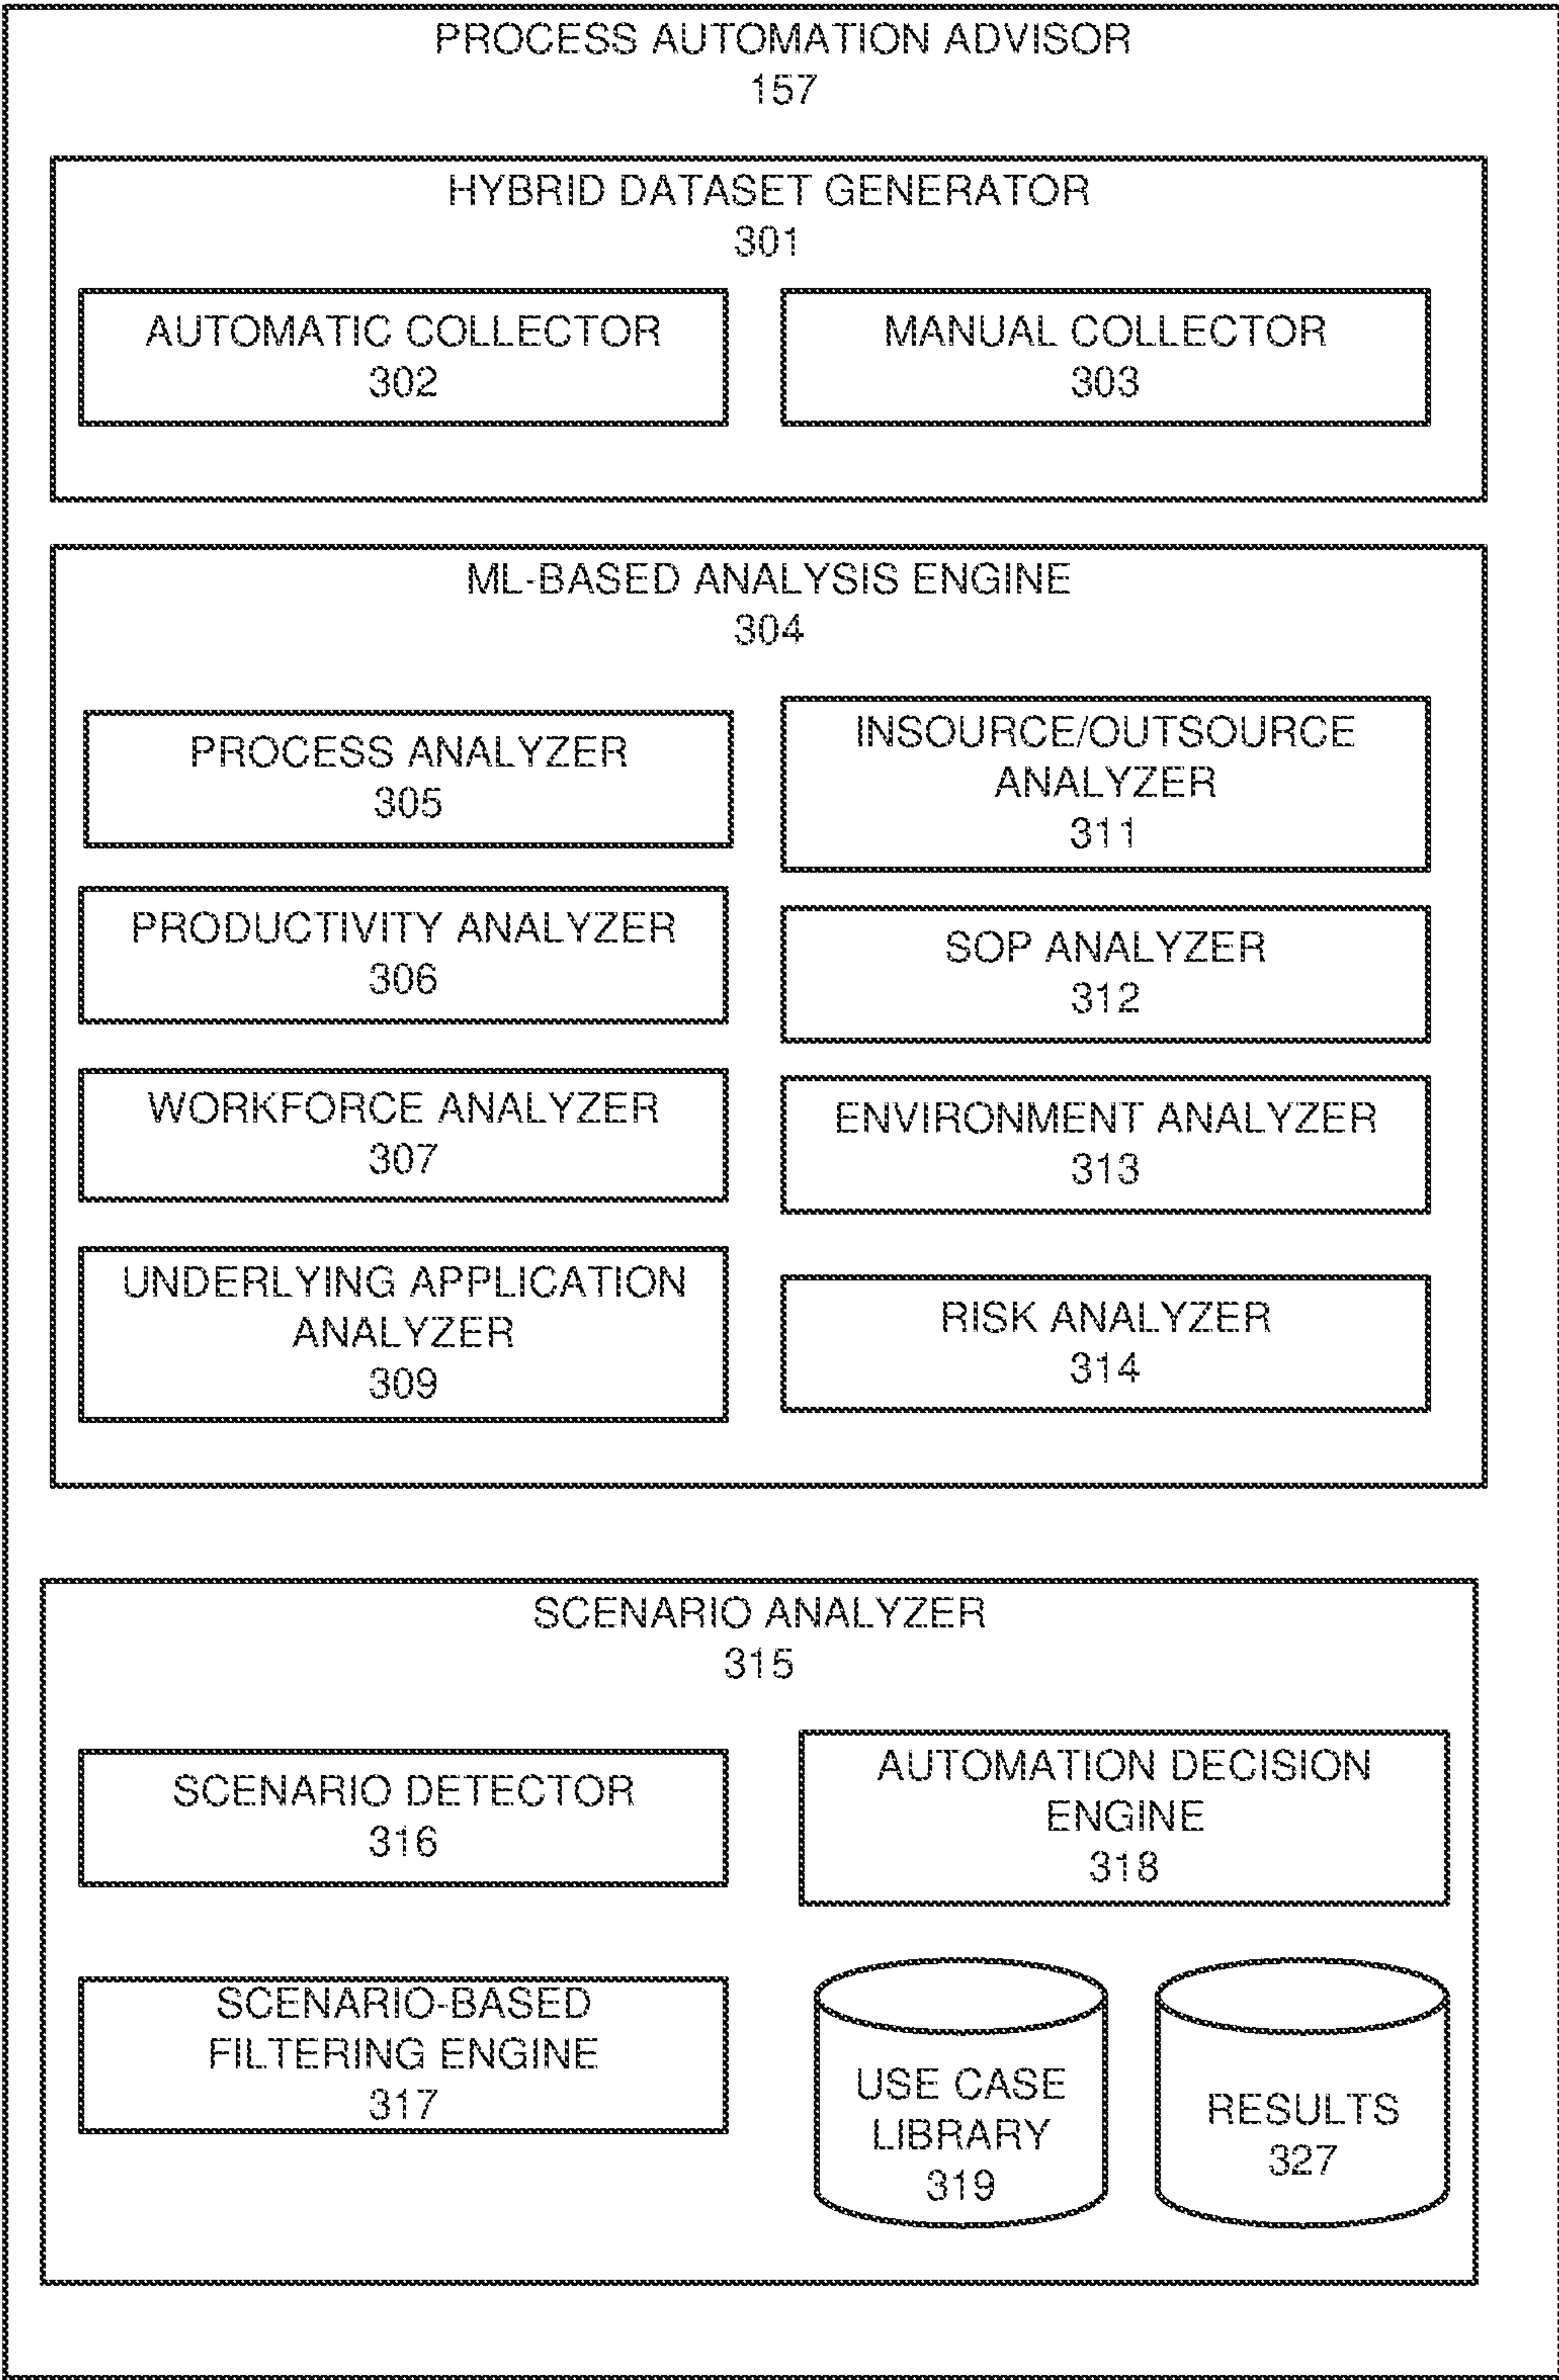 PROCESS AUTOMATION ADVISOR
157
HYBRID DATASET GENERATOR
301
AUTOMATIC COLLECTOR
302
MANUAL COLLECTOR
303
ML-BASED ANALYSIS ENGINE
304
PROCESS ANALYZER
305
PRODUCTIVITY ANALYZER
306
WORKFORCE ANALYZER
307
UNDERLYING APPLICATION
ANALYZER
309
INSOURCE/OUTSOURCE
ANALYZER
311
SOP ANALYZER
312
ENVIRONMENT ANALYZER
313
RISK ANALYZER
314
SCENARIO ANALYZER
315
SCENARIO DETECTOR
316
SCENARIO-BASED
FILTERING ENGINE
317
AUTOMATION DECISION
ENGINE
318
USE CASE
LIBRARY
319
RESULTS
327